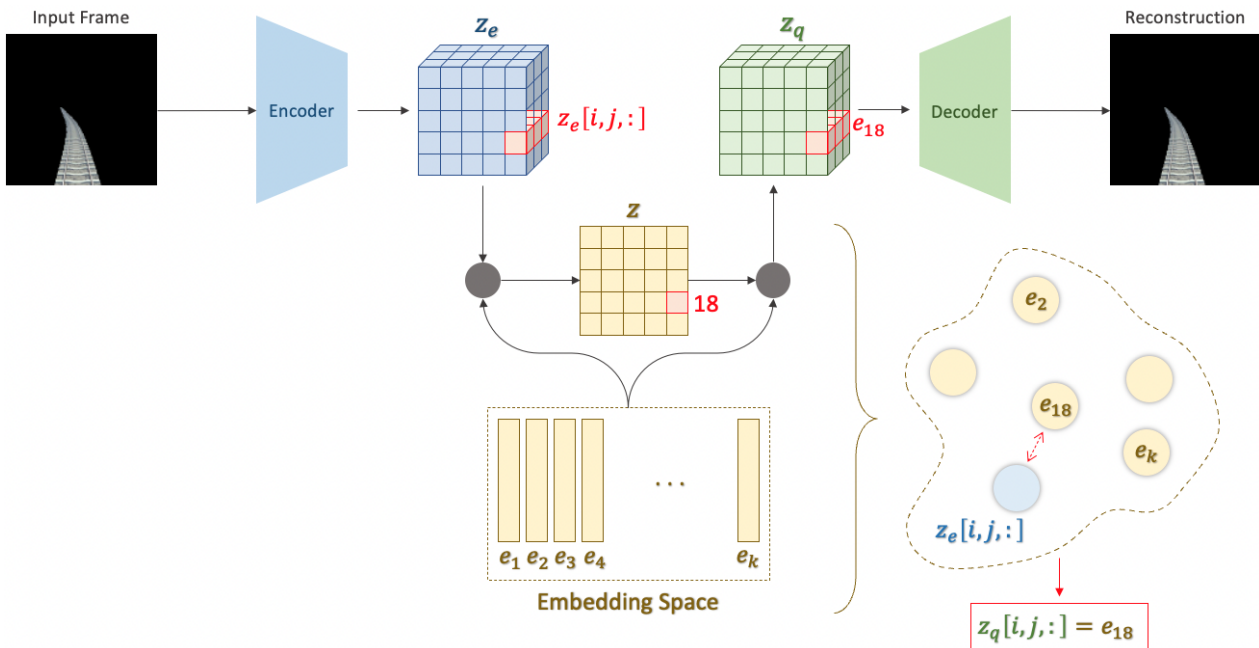 Input Frame
Encoder
z_e
z_e[i,j,:]
z_q
e_18
Decoder
Reconstruction
z
18
e_1 e_2 e_3 e_4 ... e_k
Embedding Space
e_2
e_18
e_k
z_e[i,j,:]
z_q[i,j,:] = e_18